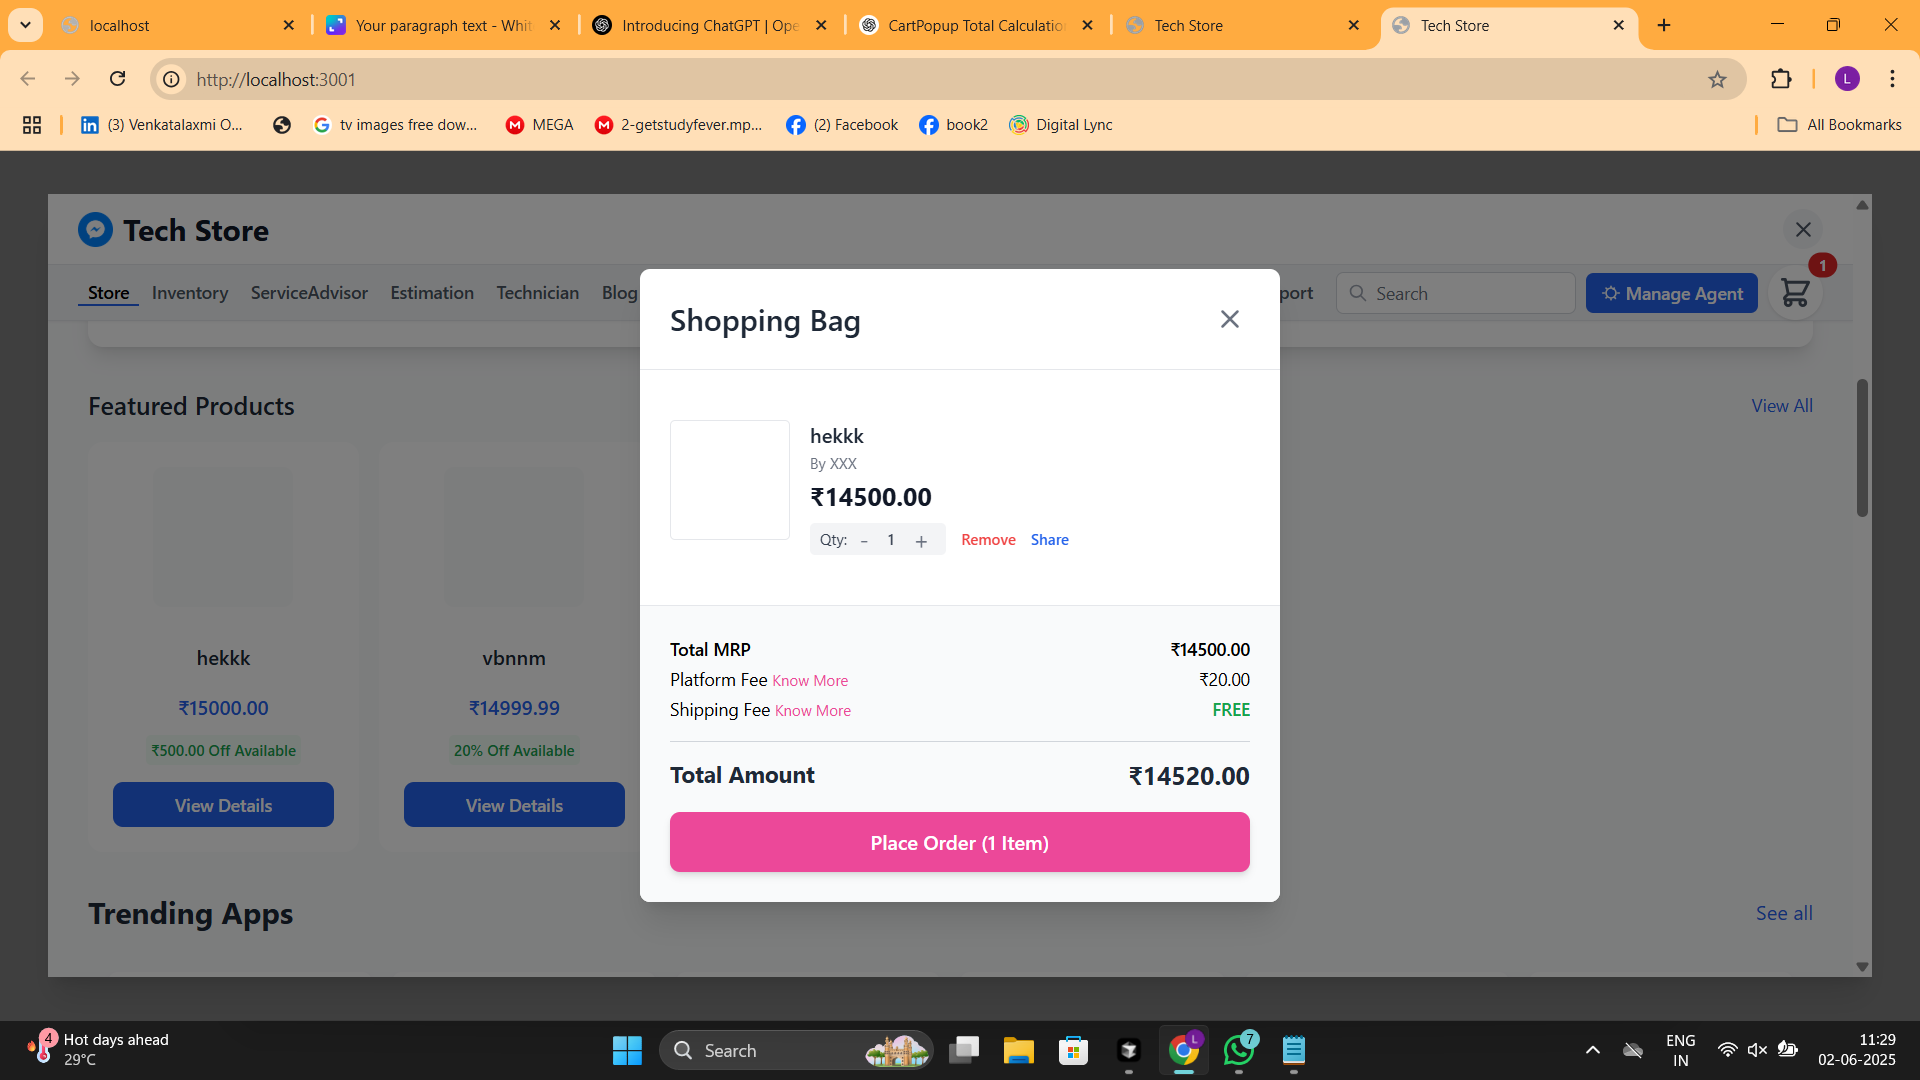 localhost
Your paragraph text - Whit
Introducing ChatGPT | Ope
CartPopup Total Calculation
Tech Store
Tech Store
http://localhost:3001
L
(3) Venkatalaxmi O...
tv images free dow...
MEGA
2-getstudyfever.mp...
(2) Facebook
book2
Digital Lync
All Bookmarks
Tech Store
Store
Inventory
ServiceAdvisor
Estimation
Technician
Blog
port
Search
Manage Agent
1
Shopping Bag
hekkk
By XXX
₹14500.00
Qty: - 1 +
Remove
Share
Total MRP ₹14500.00
Platform Fee Know More ₹20.00
Shipping Fee Know More FREE
Total Amount ₹14520.00
Place Order (1 Item)
Featured Products
View All
hekkk
₹15000.00
₹500.00 Off Available
View Details
vbnnm
₹14999.99
20% Off Available
View Details
Trending Apps
See all
4
Hot days ahead
29°C
Search
L
7
ENG
IN
11:29
02-06-2025